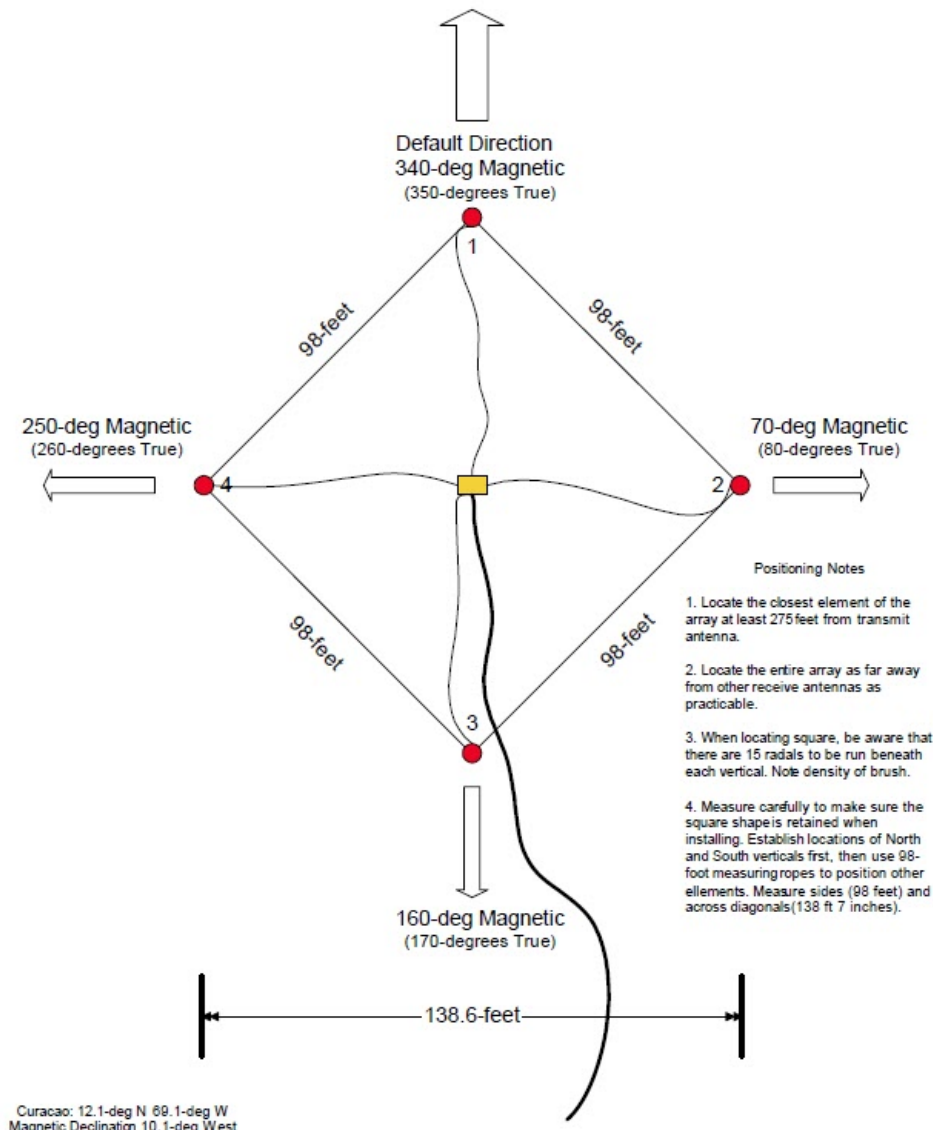 Default Direction
340-deg Magnetic
(350-degrees True)
1
98-feet
98-feet
250-deg Magnetic
(260-degrees True)
70-deg Magnetic
(80-degrees True)
4
2
98-feet
98-feet
3
Positioning Notes
1. Locate the closest element of the
array at least 275 feet from transmit
antenna.
2. Locate the entire array as far away
from other receive antennas as
practicable.
3. When locating square, be aware that
there are 15 radals to be run beneath
each vertical. Note density of brush.
4. Measure carefully to make sure the
square shape is retained when
installing. Establish locations of North
and South verticals first, then use 98-
foot measuring ropes to position other
ellements. Measure sides (98 feet) and
across diagonals (138 ft 7 inches).
160-deg Magnetic
(170-degrees True)
138.6-feet
Curacao: 12.1-deg N 69.1-deg W
Magnetic Declination 10.1-deg West